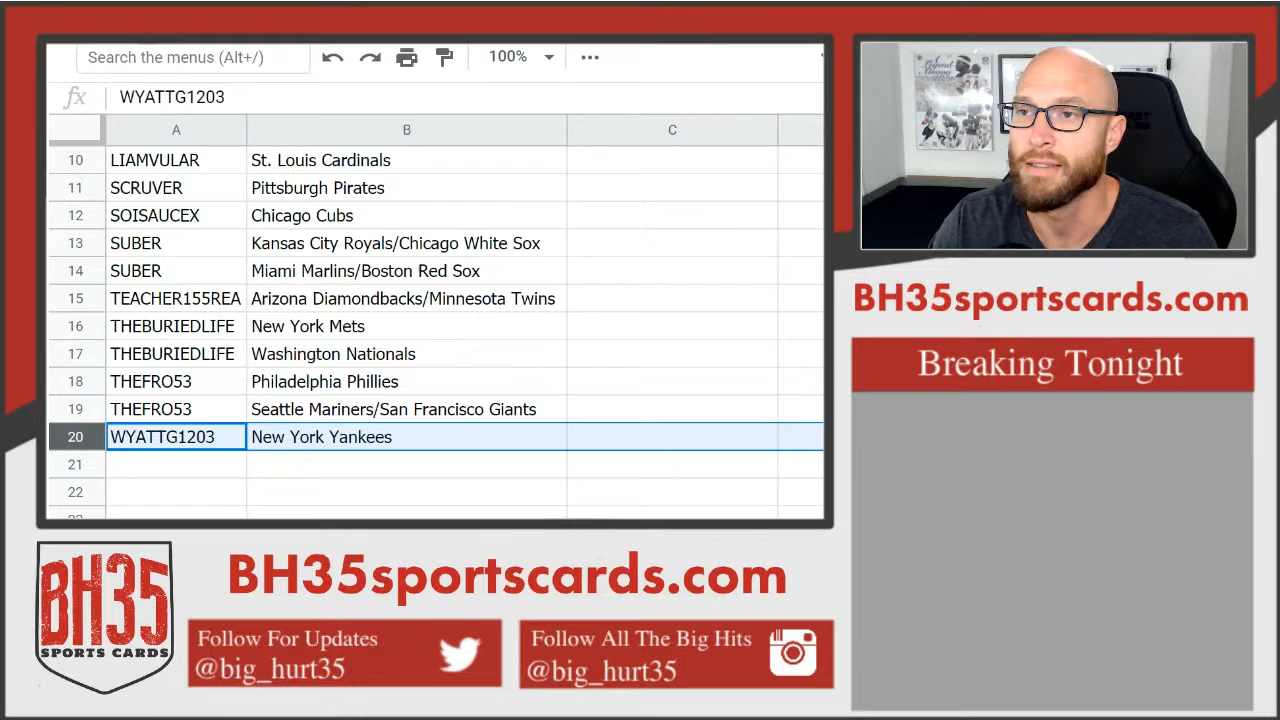 Search the menus (Alt+/)
100%
fx
WYATTG1203
A
B
C
10 LIAMVULAR St. Louis Cardinals
11 SCRUVER Pittsburgh Pirates
12 SOISAUCEX Chicago Cubs
13 SUBER Kansas City Royals/Chicago White Sox
14 SUBER Miami Marlins/Boston Red Sox
15 TEACHER155REA Arizona Diamondbacks/Minnesota Twins
16 THEBURIEDLIFE New York Mets
17 THEBURIEDLIFE Washington Nationals
18 THEFRO53 Philadelphia Phillies
19 THEFRO53 Seattle Mariners/San Francisco Giants
20 WYATTG1203 New York Yankees
21
22
BH35sportscards.com
Breaking Tonight
BH35
SPORTS CARDS
BH35sportscards.com
Follow For Updates
@big_hurt35
Follow All The Big Hits
@big_hurt35